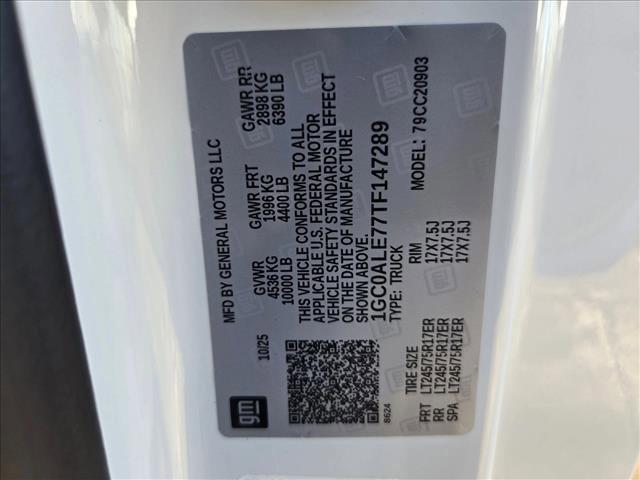 MFD BY GENERAL MOTORS LLC
10/25
GVWR
4536 KG
10000 LB
GAWR FRT
1996 KG
4400 LB
GAWR RR
2898 KG
6390 LB
THIS VEHICLE CONFORMS TO ALL
APPLICABLE U.S. FEDERAL MOTOR
VEHICLE SAFETY STANDARDS IN EFFECT
ON THE DATE OF MANUFACTURE
SHOWN ABOVE.
1GC0ALE77TF147289
TYPE: TRUCK
MODEL: 79CC20903
gm
8624
TIRE SIZE RIM
FRT LT245/75R17ER 17X7.5J
RR LT245/75R17ER 17X7.5J
SPA LT245/75R17ER 17X7.5J